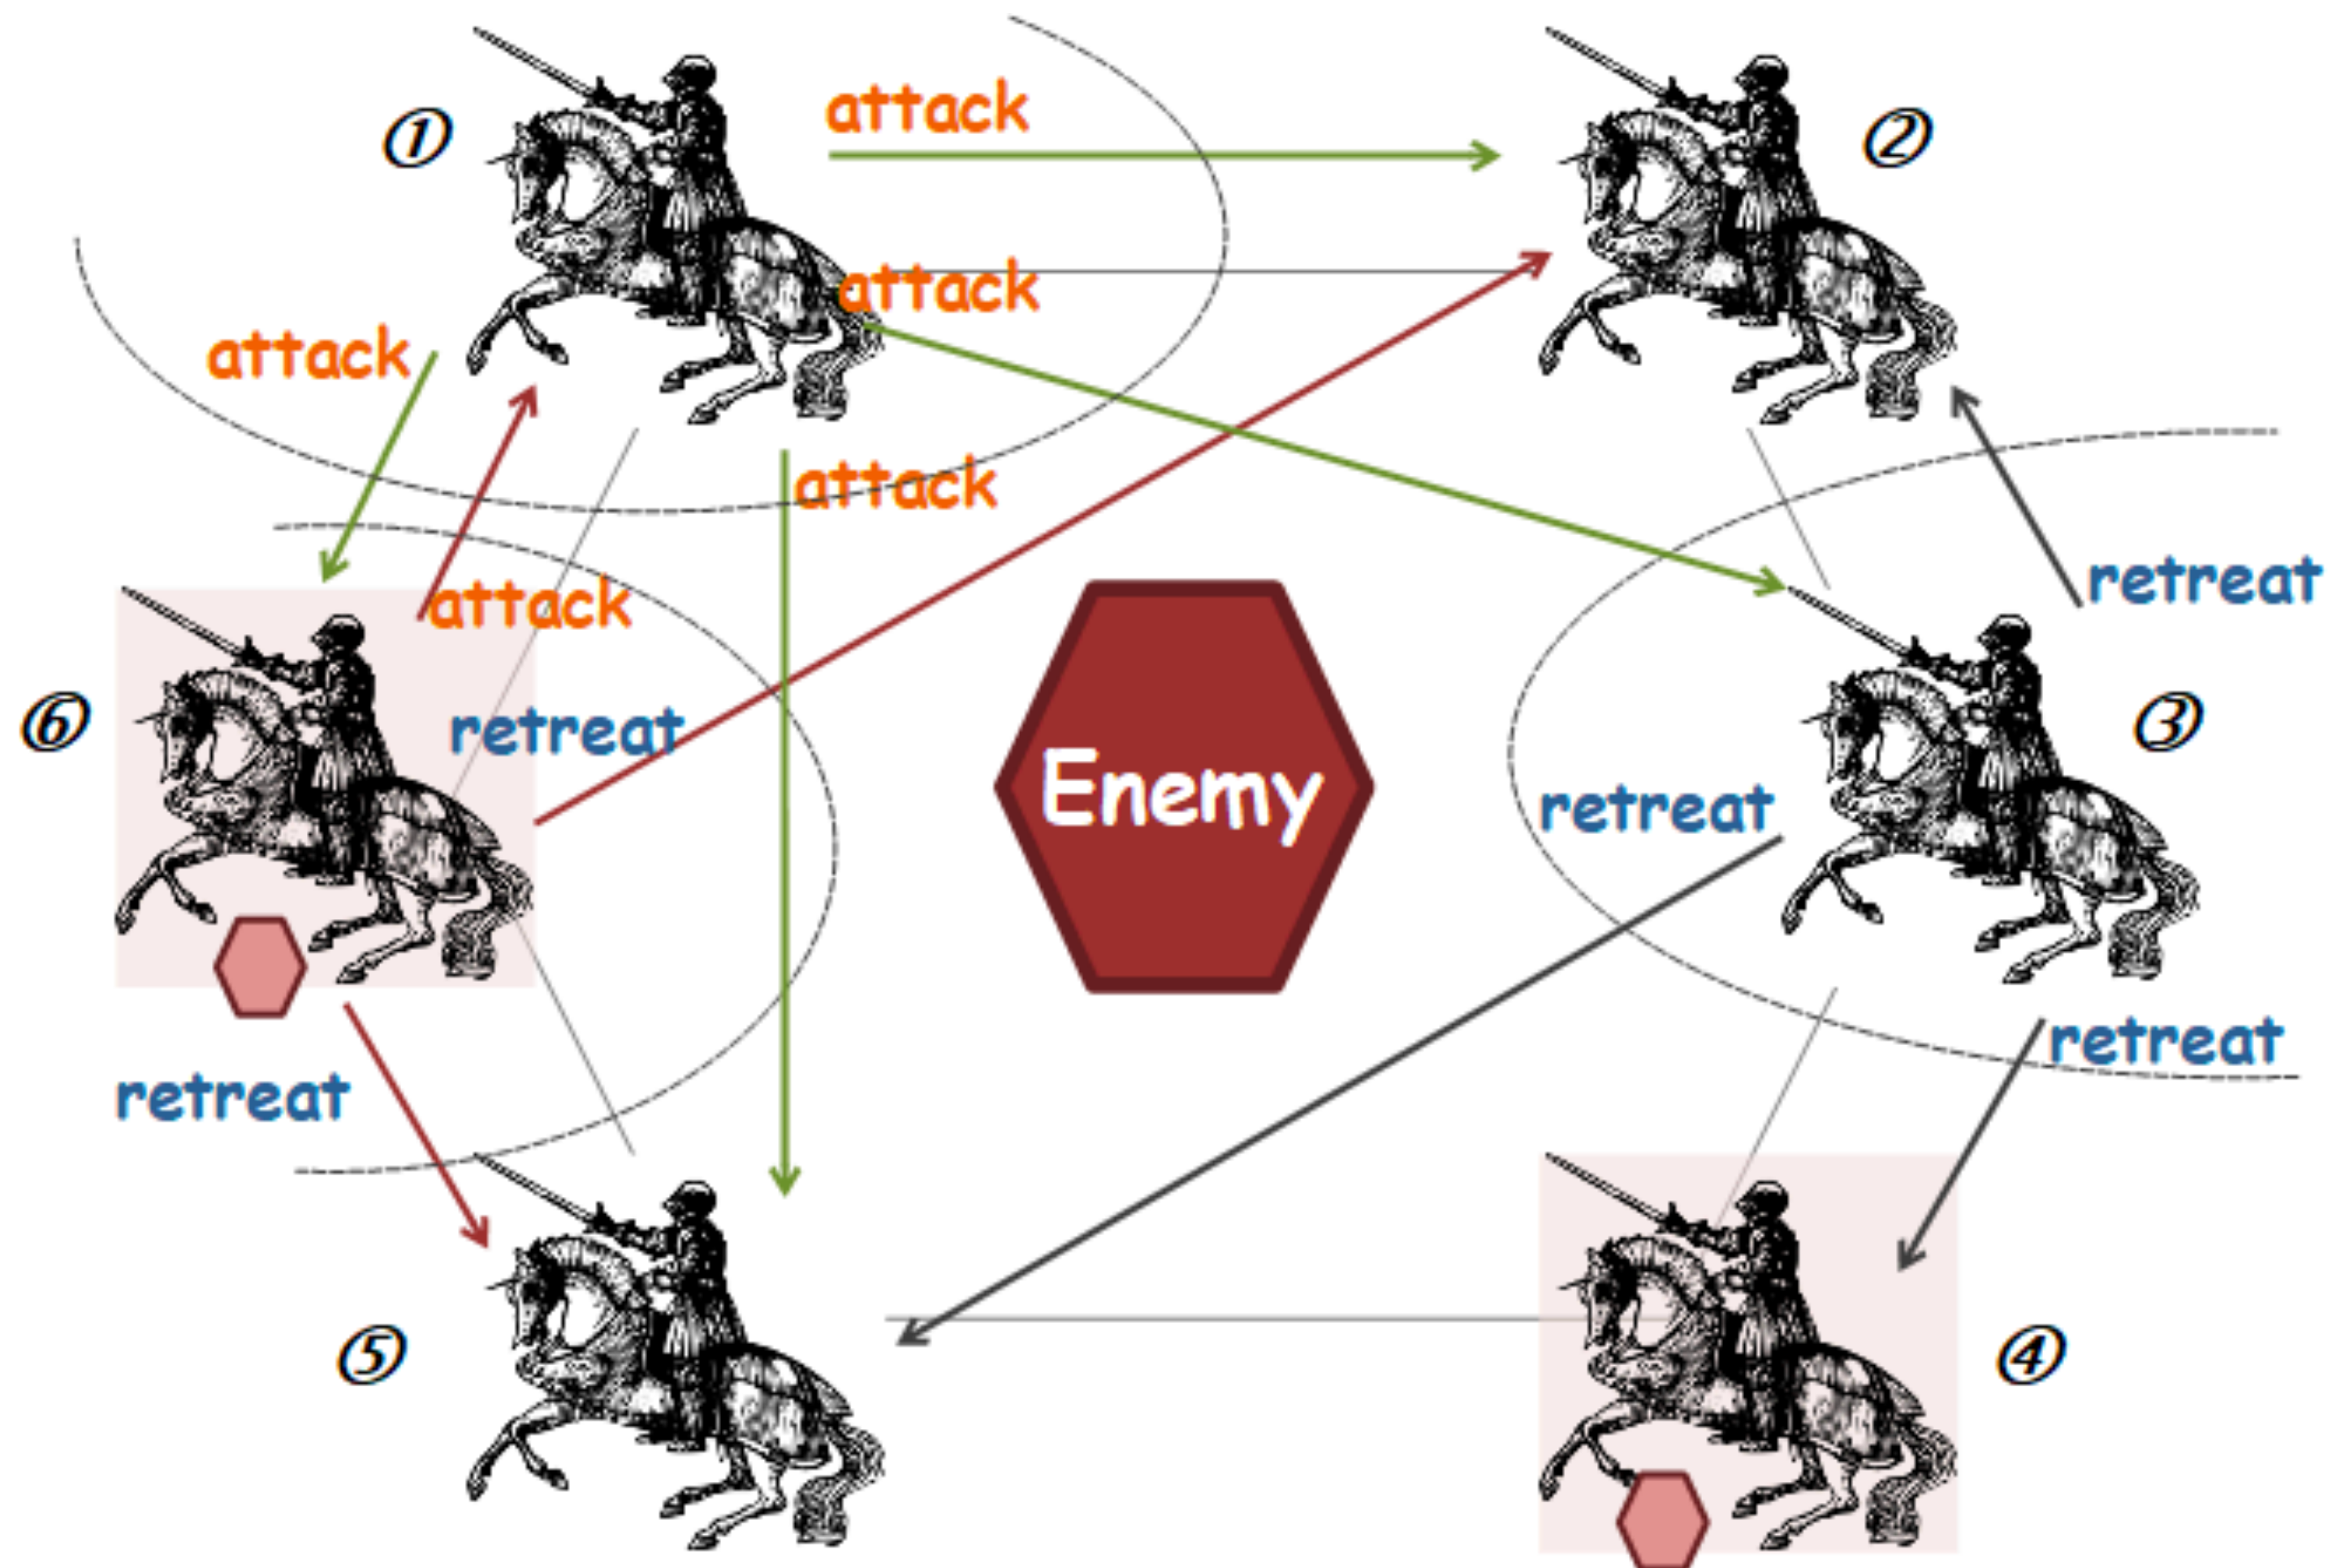 ① attack ②
attack
attack
attack
retreat
attack
⑥ retreat ③
Enemy
retreat
retreat
retreat
⑤ ④